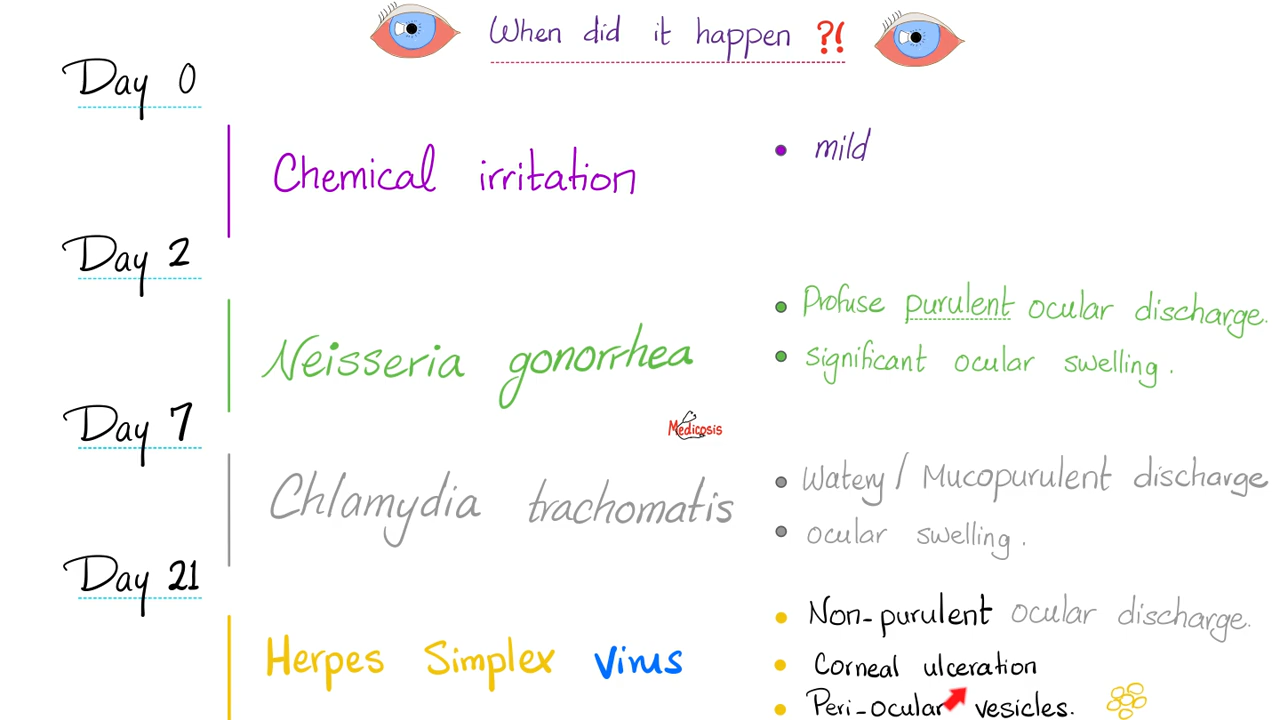 When did it happen ?!
Day 0
Chemical irritation
• mild
Day 2
Neisseria gonorrhea
• Profuse purulent ocular discharge.
• significant ocular swelling.
Day 7
Medicosis
Chlamydia trachomatis
• Watery / Mucopurulent discharge
• ocular swelling.
Day 21
Herpes Simplex Virus
• Non-purulent ocular discharge.
• Corneal ulceration
• Peri-ocular vesicles.